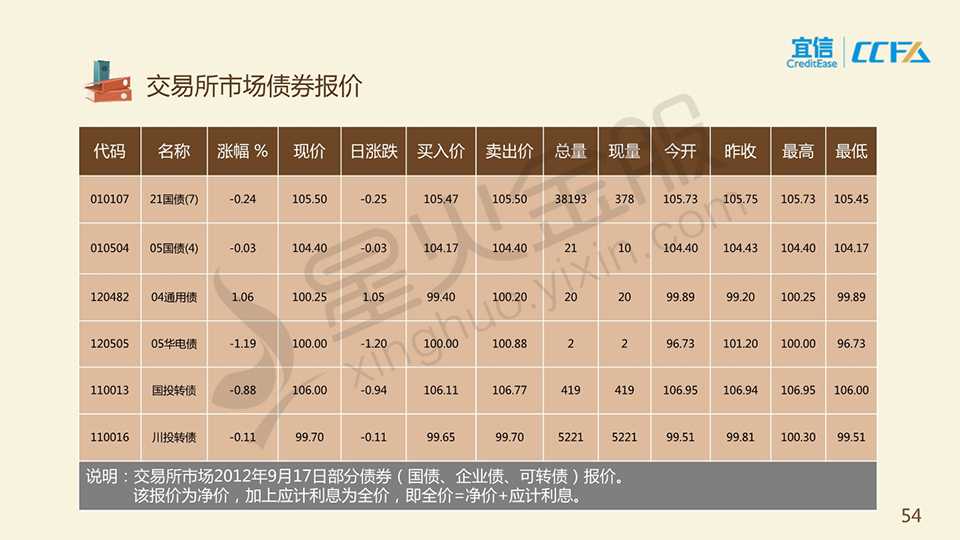 宜信 CreditEase CCFA
交易所市场债券报价
代码 名称 涨幅 % 现价 日涨跌 买入价 卖出价 总量 现量 今开 昨收 最高 最低
010107 21国债(7) -0.24 105.50 -0.25 105.47 105.50 38193 378 105.73 105.75 105.73 105.45
010504 05国债(4) -0.03 104.40 -0.03 104.17 104.40 21 10 104.40 104.43 104.40 104.17
120482 04通用债 1.06 100.25 1.05 99.40 100.20 20 20 99.89 99.20 100.25 99.89
120505 05华电债 -1.19 100.00 -1.20 100.00 100.88 2 2 96.73 101.20 100.00 96.73
110013 国投转债 -0.88 106.00 -0.94 106.11 106.77 419 419 106.95 106.94 106.95 106.00
110016 川投转债 -0.11 99.70 -0.11 99.65 99.70 5221 5221 99.51 99.81 100.30 99.51
说明：交易所市场2012年9月17日部分债券（国债、企业债、可转债）报价。
该报价为净价，加上应计利息为全价，即全价=净价+应计利息。
星火金服
xinghuo.yixin.com
54